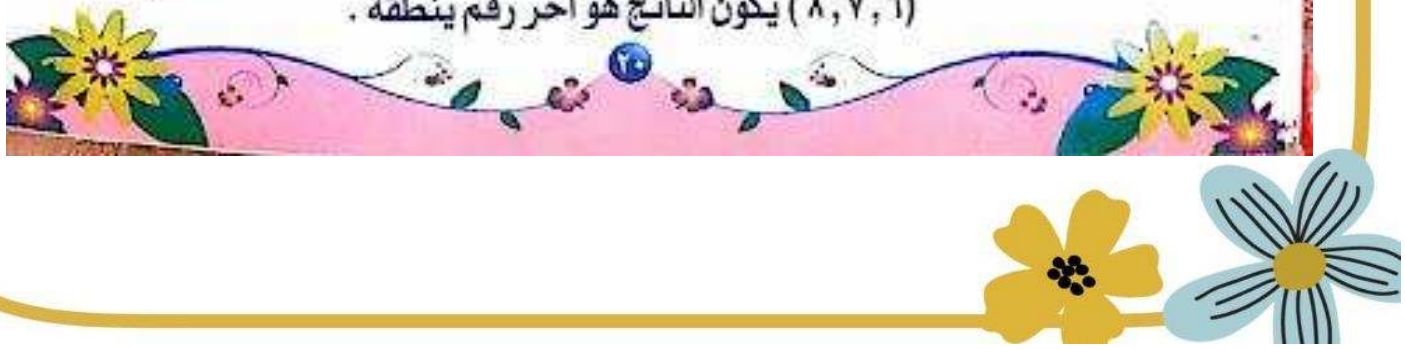 (٦,٧,٨) يكون الناتج هو آخر رقم ينطقه .
٢٠